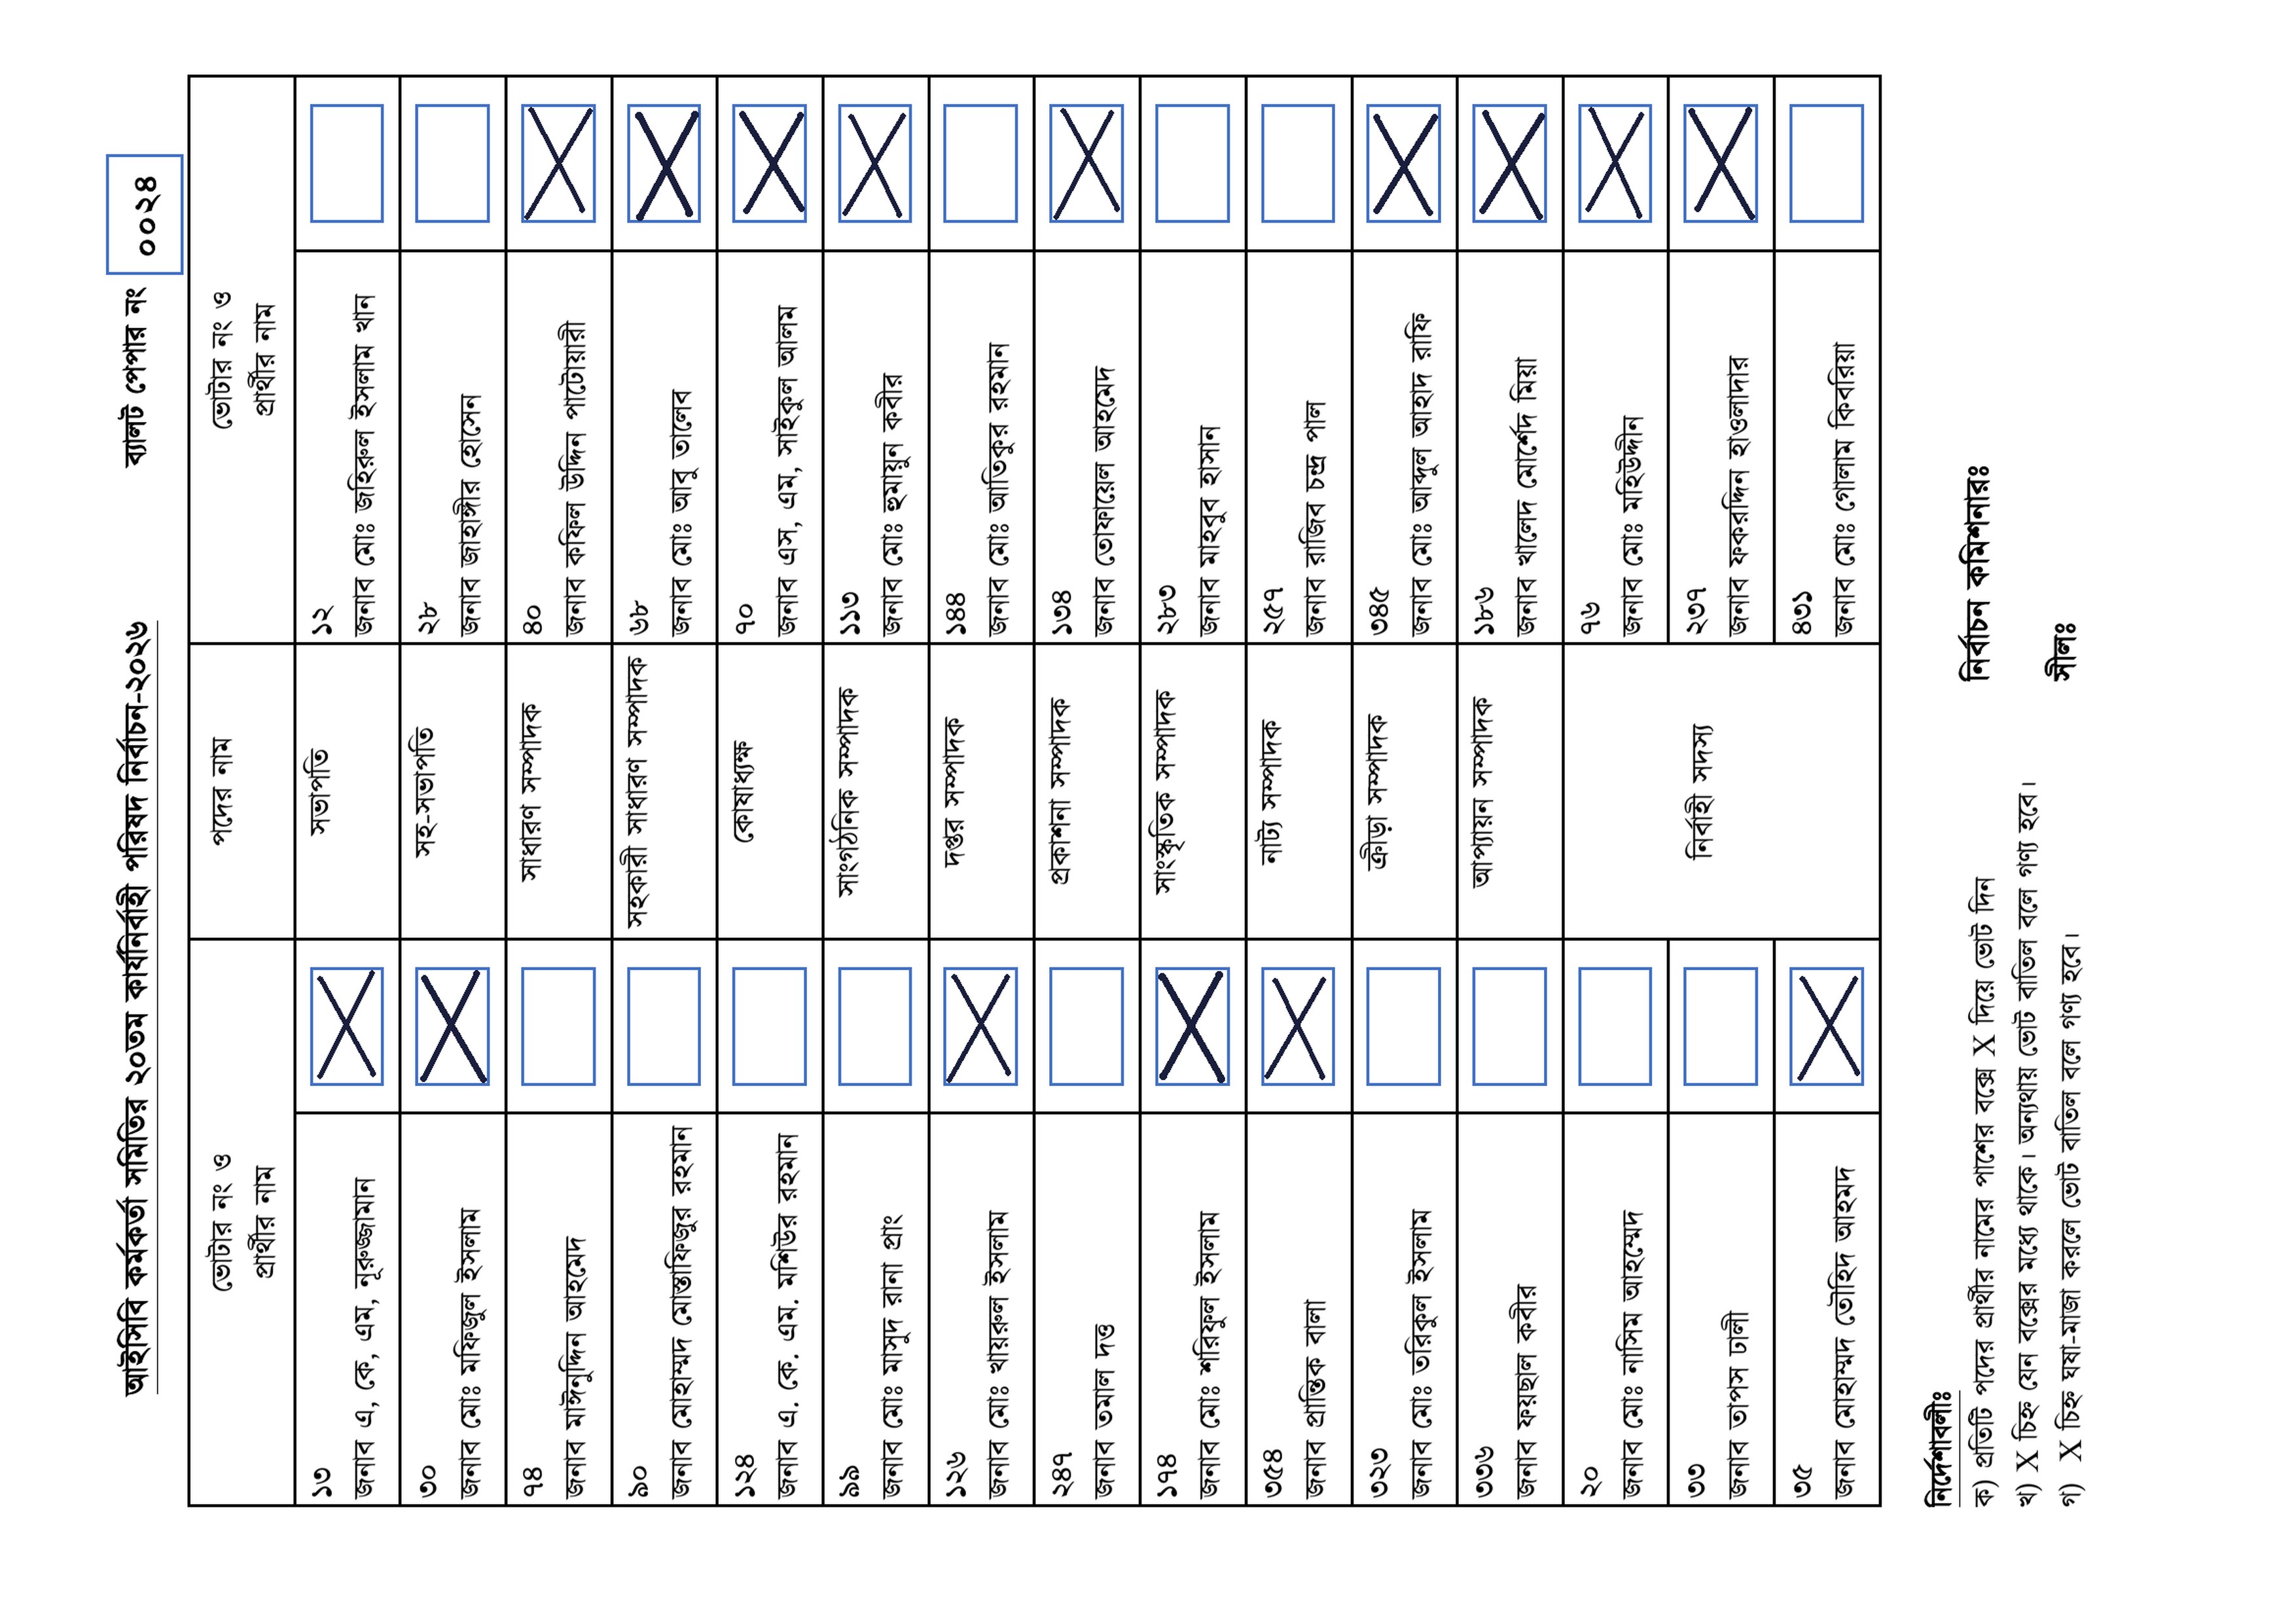 আইসিবি কর্মকর্তা সমিতির ২০তম কার্যনির্বাহী পরিষদ নির্বাচন-২০২৬ ব্যালট পেপার নং ০০২৪
ভোটার নং ও
প্রার্থীর নাম
পদের নাম
ভোটার নং ও
প্রার্থীর নাম
১৩
জনাব এ, কে, এম, নূরুজ্জামান
X
সভাপতি
১২
জনাব মোঃ জহিরুল ইসলাম খান
৩০
জনাব মোঃ মফিজুল ইসলাম
X
সহ-সভাপতি
২৮
জনাব জাহাঙ্গীর হোসেন
৭৪
জনাব মাঈনুদ্দিন আহমেদ
সাধারণ সম্পাদক
৪০
জনাব কফিল উদ্দিন পাটোয়ারী
X
৯০
জনাব মোহাম্মদ মোস্তাফিজুর রহমান
সহকারী সাধারণ সম্পাদক
৬৮
জনাব মোঃ আবু তালেব
X
১২৪
জনাব এ. কে. এম. মশিউর রহমান
কোষাধ্যক্ষ
৭০
জনাব এস, এম, সাইকুল আলম
X
৯৯
জনাব মোঃ মাসুদ রানা প্রাং
সাংগঠনিক সম্পাদক
১১৩
জনাব মোঃ হুমায়ুন কবীর
X
১২৬
জনাব মোঃ খায়রুল ইসলাম
X
দপ্তর সম্পাদক
১৪৪
জনাব মোঃ আতিকুর রহমান
২৪৭
জনাব তমাল দত্ত
প্রকাশনা সম্পাদক
১৩৪
জনাব তোফায়েল আহমেদ
X
১৭৪
জনাব মোঃ শরিফুল ইসলাম
X
সাংস্কৃতিক সম্পাদক
২৮৩
জনাব মাহবুব হাসান
৩৫৪
জনাব প্রান্তিক বালা
X
নাট্য সম্পাদক
২৫৭
জনাব রাজিব চন্দ্র পাল
৩২৩
জনাব মোঃ তরিকুল ইসলাম
ক্রীড়া সম্পাদক
৩৪৫
জনাব মোঃ আব্দুল আহাদ রাফি
X
৩৩৬
জনাব ফয়ছাল কবীর
আপ্যায়ন সম্পাদক
১৮৬
জনাব খালেদ মোর্শেদ মিয়া
X
২০
জনাব মোঃ নাসিম আহম্মেদ
নির্বাহী সদস্য
৭৬
জনাব মোঃ মহিউদ্দীন
X
৩৩
জনাব তাপস ঢালী
২৩৭
জনাব ফকরদ্দিন হাওলাদার
X
৩৫
জনাব মোহাম্মদ তৌহিদ আহমদ
X
৪৩১
জনাব মোঃ গোলাম কিবরিয়া
নির্দেশাবলীঃ
ক) প্রতিটি পদের প্রার্থীর নামের পাশের বক্সে X দিয়ে ভোট দিন
খ) X চিহ্ন যেন বক্সের মধ্যে থাকে। অন্যথায় ভোট বাতিল বলে গণ্য হবে।
গ) X চিহ্ন ঘষা-মাজা করলে ভোট বাতিল বলে গণ্য হবে।
নির্বাচন কমিশনারঃ
সীলঃ